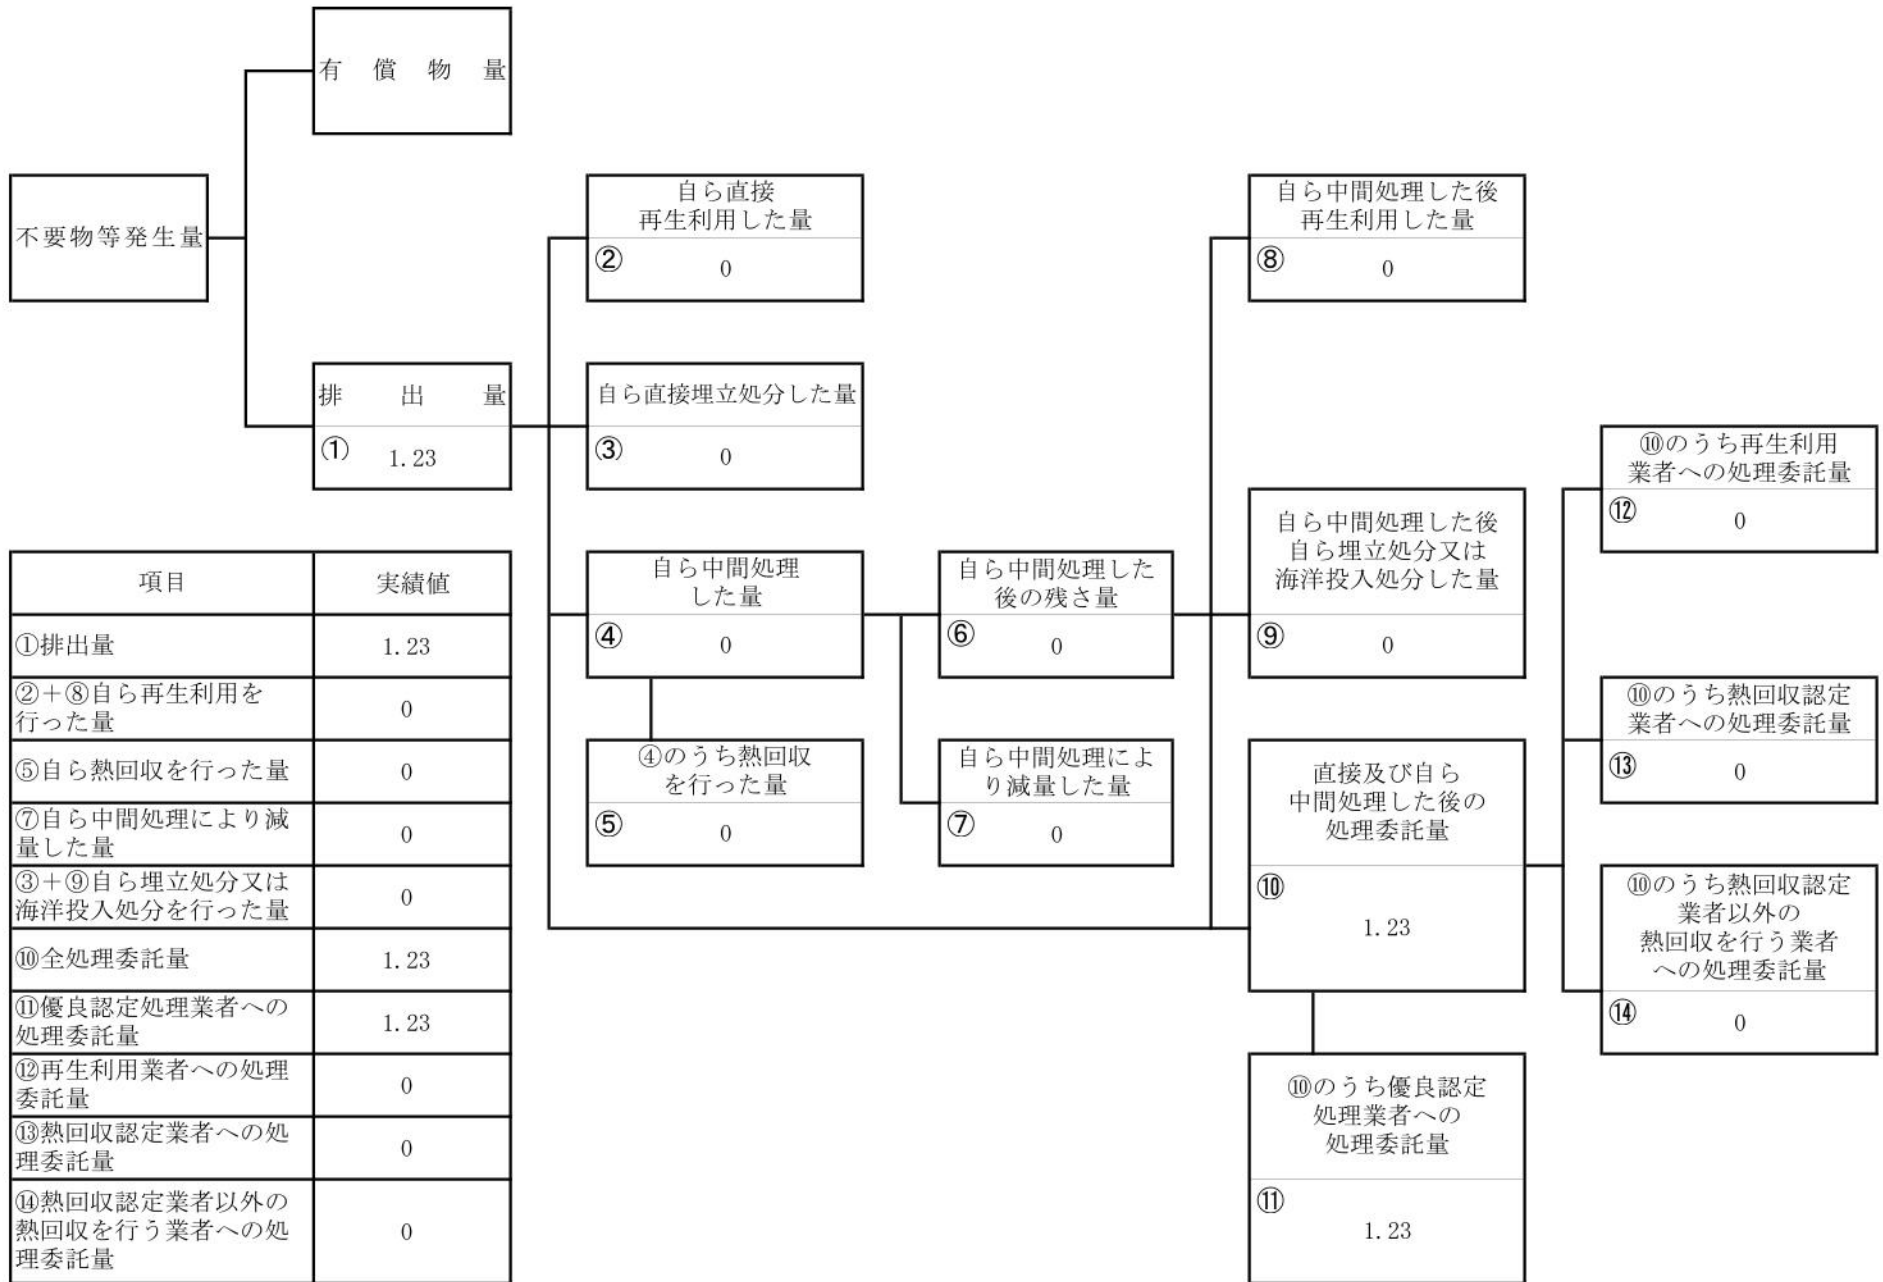 有償物量
不要物等発生量
排出量
① 1.23
自ら直接
再生利用した量
② 0
自ら直接埋立処分した量
③ 0
自ら中間処理
した量
④ 0
④のうち熱回収
を行った量
⑤ 0
自ら中間処理した
後の残さ量
⑥ 0
自ら中間処理によ
り減量した量
⑦ 0
自ら中間処理した後
再生利用した量
⑧ 0
自ら中間処理した後
自ら埋立処分又は
海洋投入処分した量
⑨ 0
直接及び自ら
中間処理した後の
処理委託量
⑩
1.23
⑩のうち優良認定
処理業者への
処理委託量
⑪
1.23
⑩のうち再生利用
業者への処理委託量
⑫ 0
⑩のうち熱回収認定
業者への処理委託量
⑬ 0
⑩のうち熱回収認定
業者以外の
熱回収を行う業者
への処理委託量
⑭ 0
項目 実績値
①排出量 1.23
②+⑧自ら再生利用を
行った量 0
⑤自ら熱回収を行った量 0
⑦自ら中間処理により減
量した量 0
③+⑨自ら埋立処分又は
海洋投入処分を行った量 0
⑩全処理委託量 1.23
⑪優良認定処理業者への
処理委託量 1.23
⑫再生利用業者への処理
委託量 0
⑬熱回収認定業者への処
理委託量 0
⑭熱回収認定業者以外の
熱回収を行う業者への処
理委託量 0